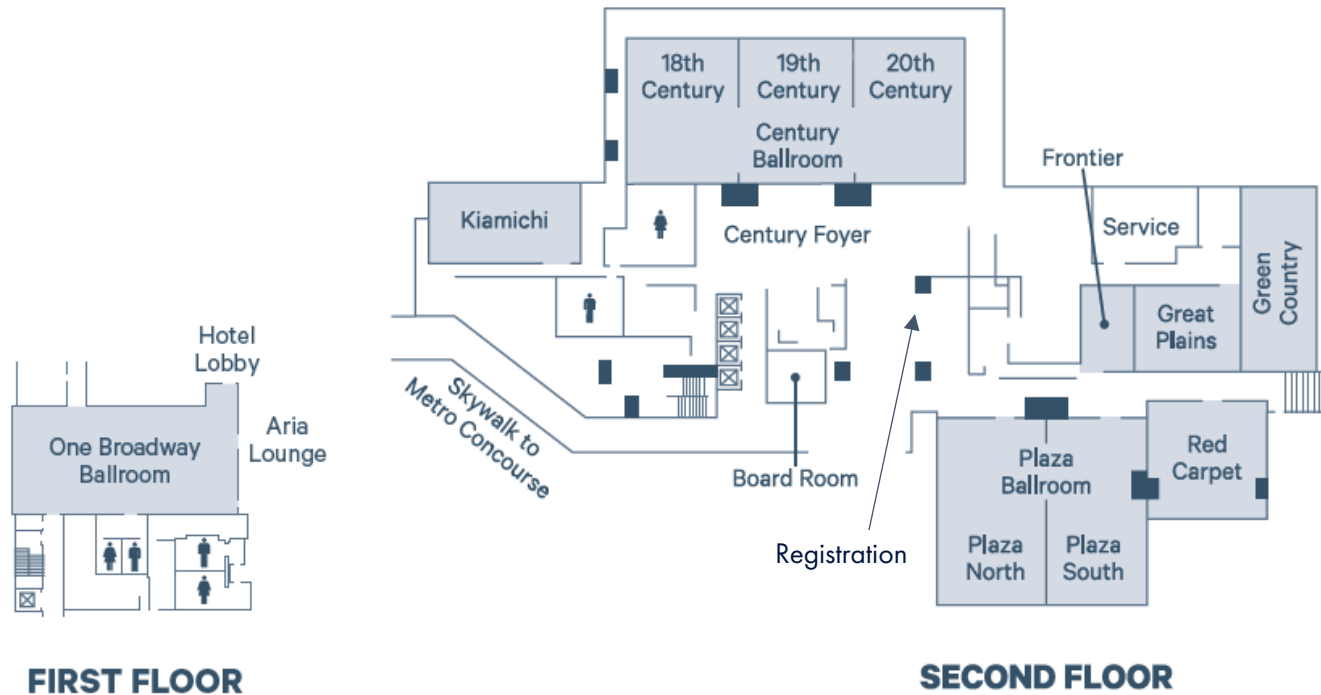 Hotel
Lobby
One Broadway
Ballroom
Aria
Lounge
FIRST FLOOR
18th
Century
19th
Century
20th
Century
Century
Ballroom
Kiamichi
Century Foyer
Frontier
Service
Green
Country
Great
Plains
Skywalk to
Metro Concourse
Board Room
Registration
Plaza
Ballroom
Red
Carpet
Plaza
North
Plaza
South
SECOND FLOOR